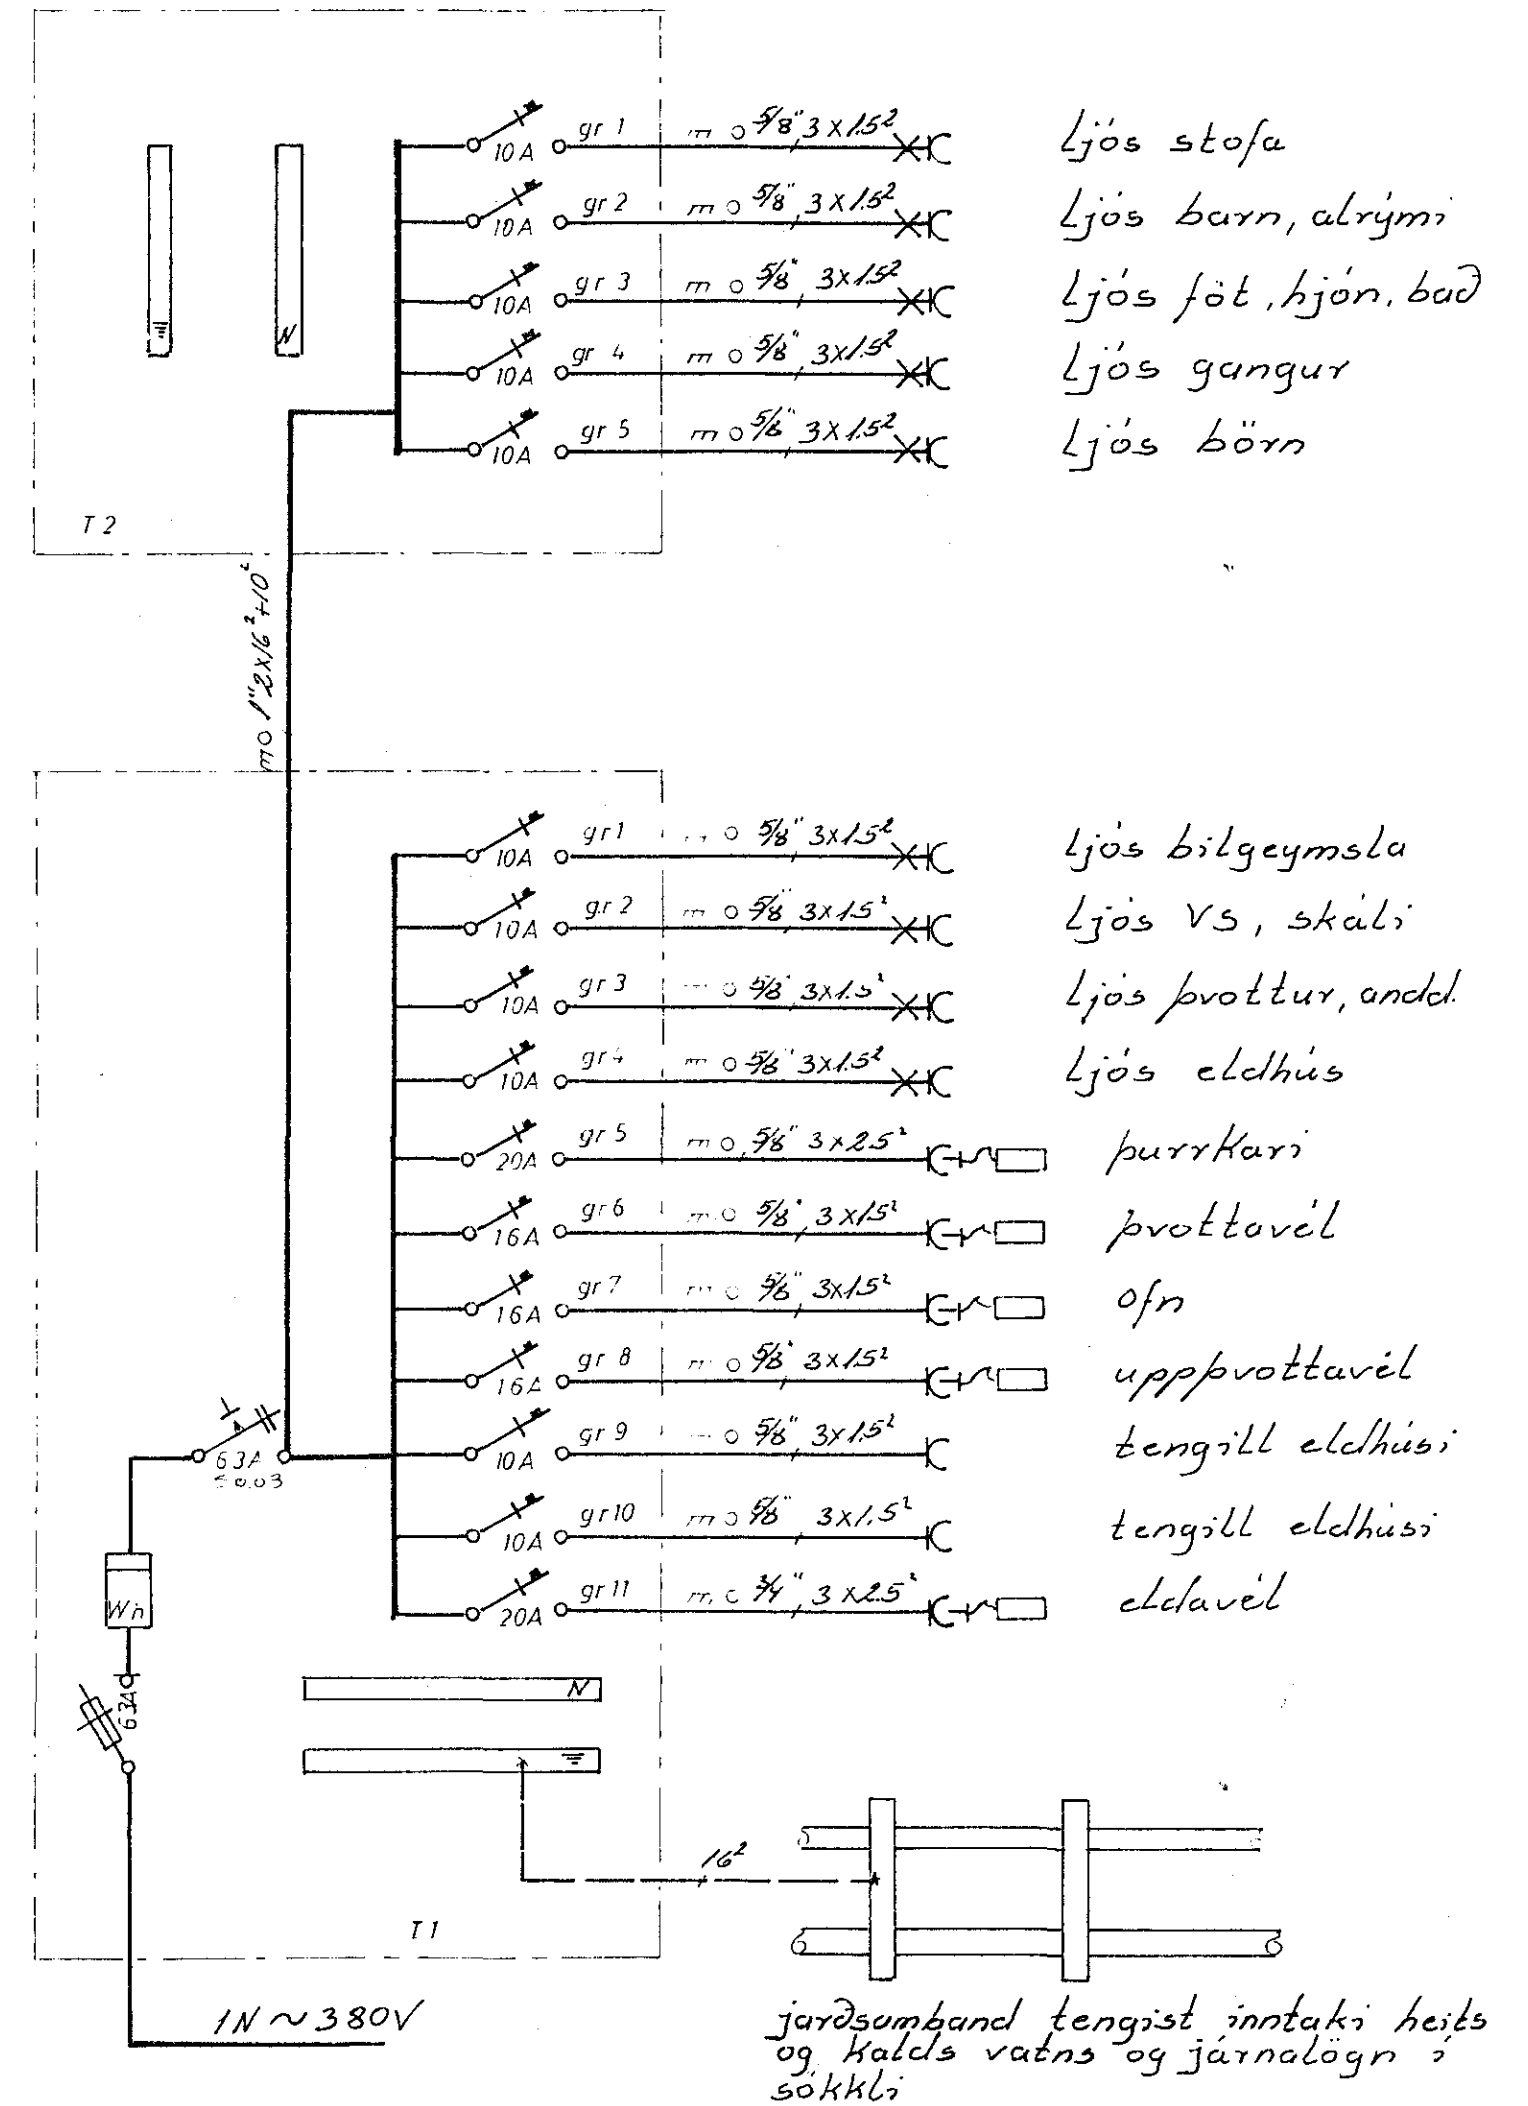 10A gr 1 m o 5/8" 3×1.5² ljós stofa
10A gr 2 m o 5/8" 3×1.5² ljós barn, alrými
10A gr 3 m o 5/8" 3×1.5² ljós föt, hjón, bað
N
10A gr 4 m o 5/8" 3×1.5² ljós gangur
10A gr 5 m o 5/8" 3×1.5² ljós börn
T2
m o 1" 2×16²+10²
10A gr 1 o 5/8" 3×1.5² ljós bílgeymsla
10A gr 2 m o 5/8" 3×1.5² ljós VS, skáli
10A gr 3 m o 5/8" 3×1.5² ljós þvottur, andd.
10A gr 4 m o 5/8" 3×1.5² ljós eldhús
20A gr 5 m o 5/8" 3×2.5² þurrkari
16A gr 6 m o 5/8" 3×1.5² þvottavél
16A gr 7 m o 5/8" 3×1.5² ofn
16A gr 8 m o 5/8" 3×1.5² uppþvottavél
10A gr 9 m o 5/8" 3×1.5² tengill eldhúsi
63A
10A gr 10 m o 5/8" 3×1.5² tengill eldhúsi
20A gr 11 m o 3/4" 3×2.5² eldavél
Wh
63A
N
16²
T1
1N ~ 380V
jarðsamband tengist inntaki heits
og kalds vatns og járnalögn í
sökkli